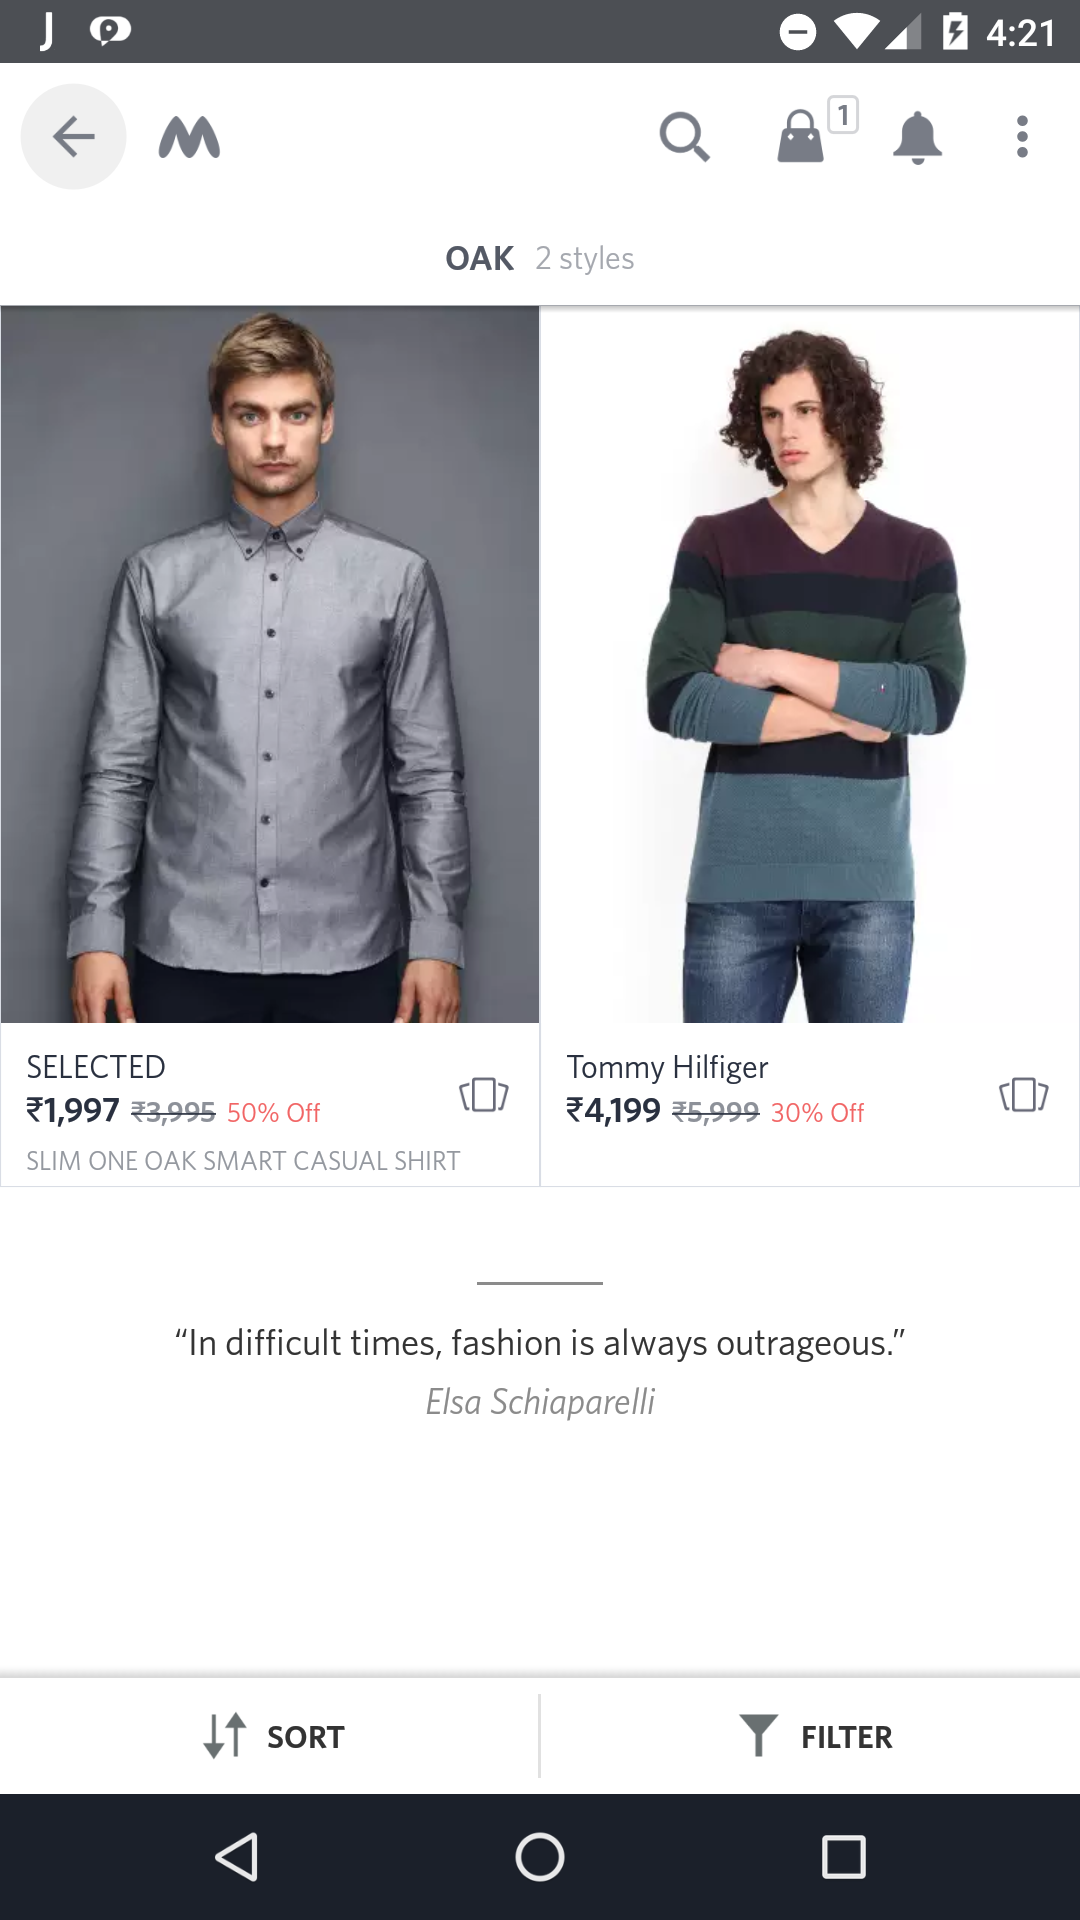 4:21
1
OAK 2 styles
SELECTED
₹1,997 ₹3,995 50% Off
SLIM ONE OAK SMART CASUAL SHIRT
Tommy Hilfiger
₹4,199 ₹5,999 30% Off
“In difficult times, fashion is always outrageous.”
Elsa Schiaparelli
SORT
FILTER